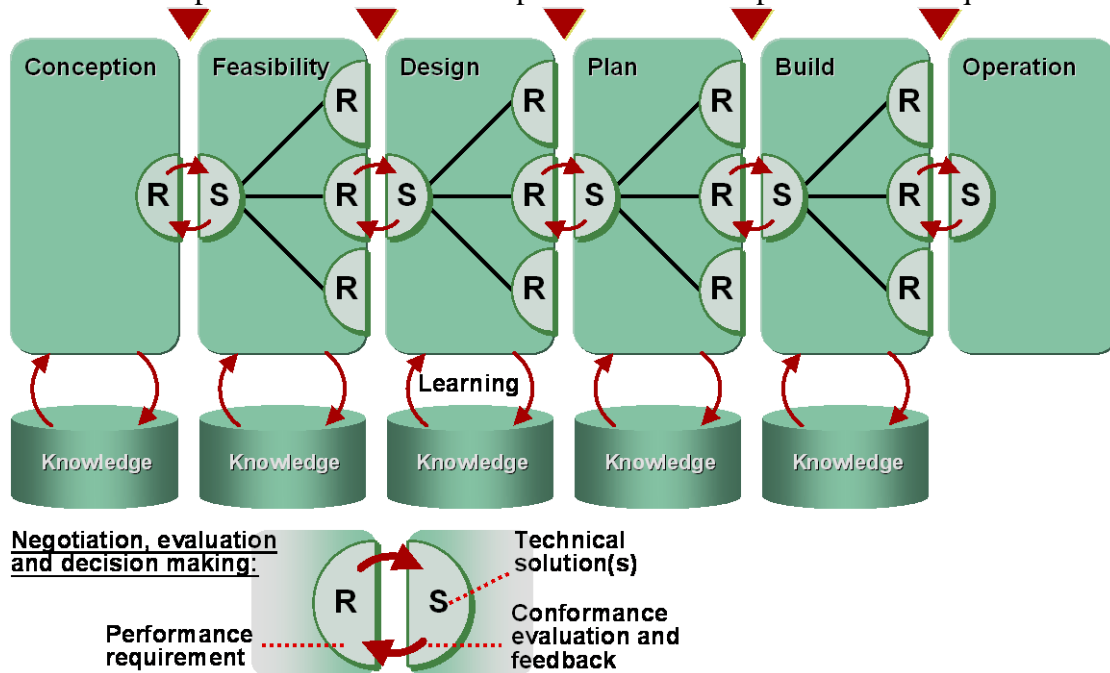 Conception
Feasibility
Design
Plan
Build
Operation
R
R
R
R
R
S
R
S
R
S
R
S
R
S
R
R
R
R
Learning
Knowledge
Knowledge
Knowledge
Knowledge
Knowledge
Negotiation, evaluation
and decision making:
R
S
Technical
solution(s)
Performance
requirement
Conformance
evaluation and
feedback